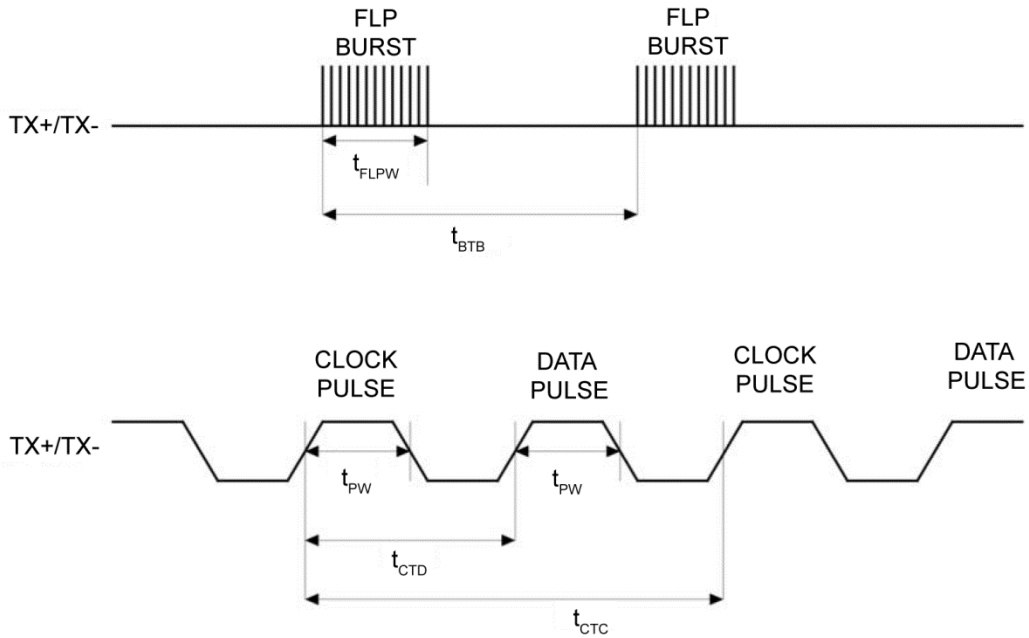 FLP
BURST
FLP
BURST
TX+/TX-
tFLPW
tBTB
CLOCK
PULSE
DATA
PULSE
CLOCK
PULSE
DATA
PULSE
TX+/TX-
tPW
tPW
tCTD
tCTC